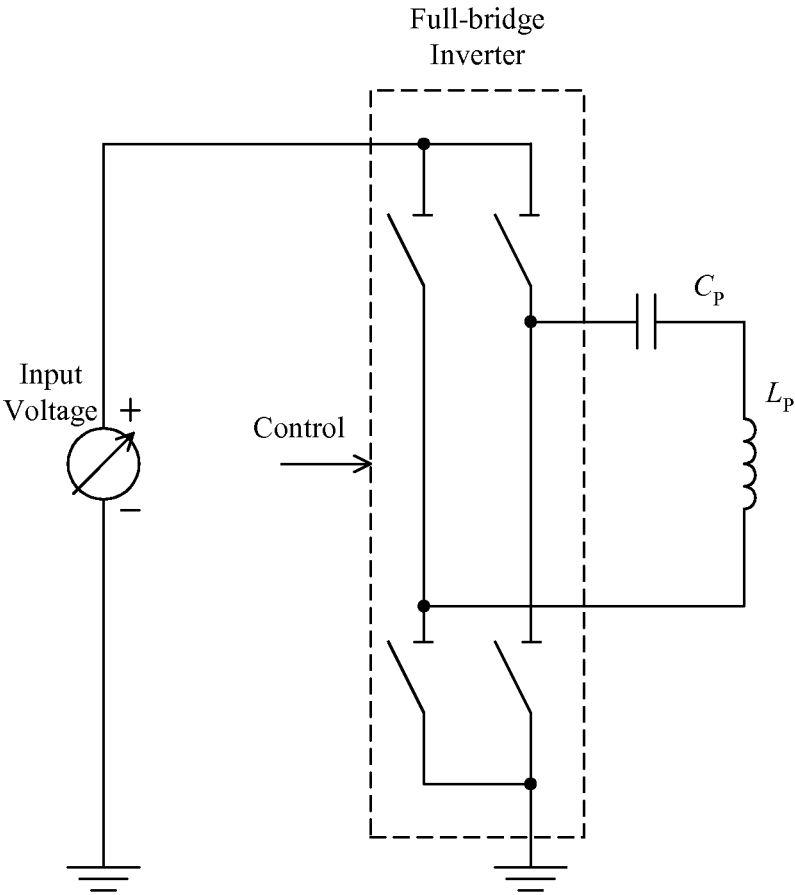 Full-bridge
Inverter
C_P
L_P
Input
Voltage
+
Control
−